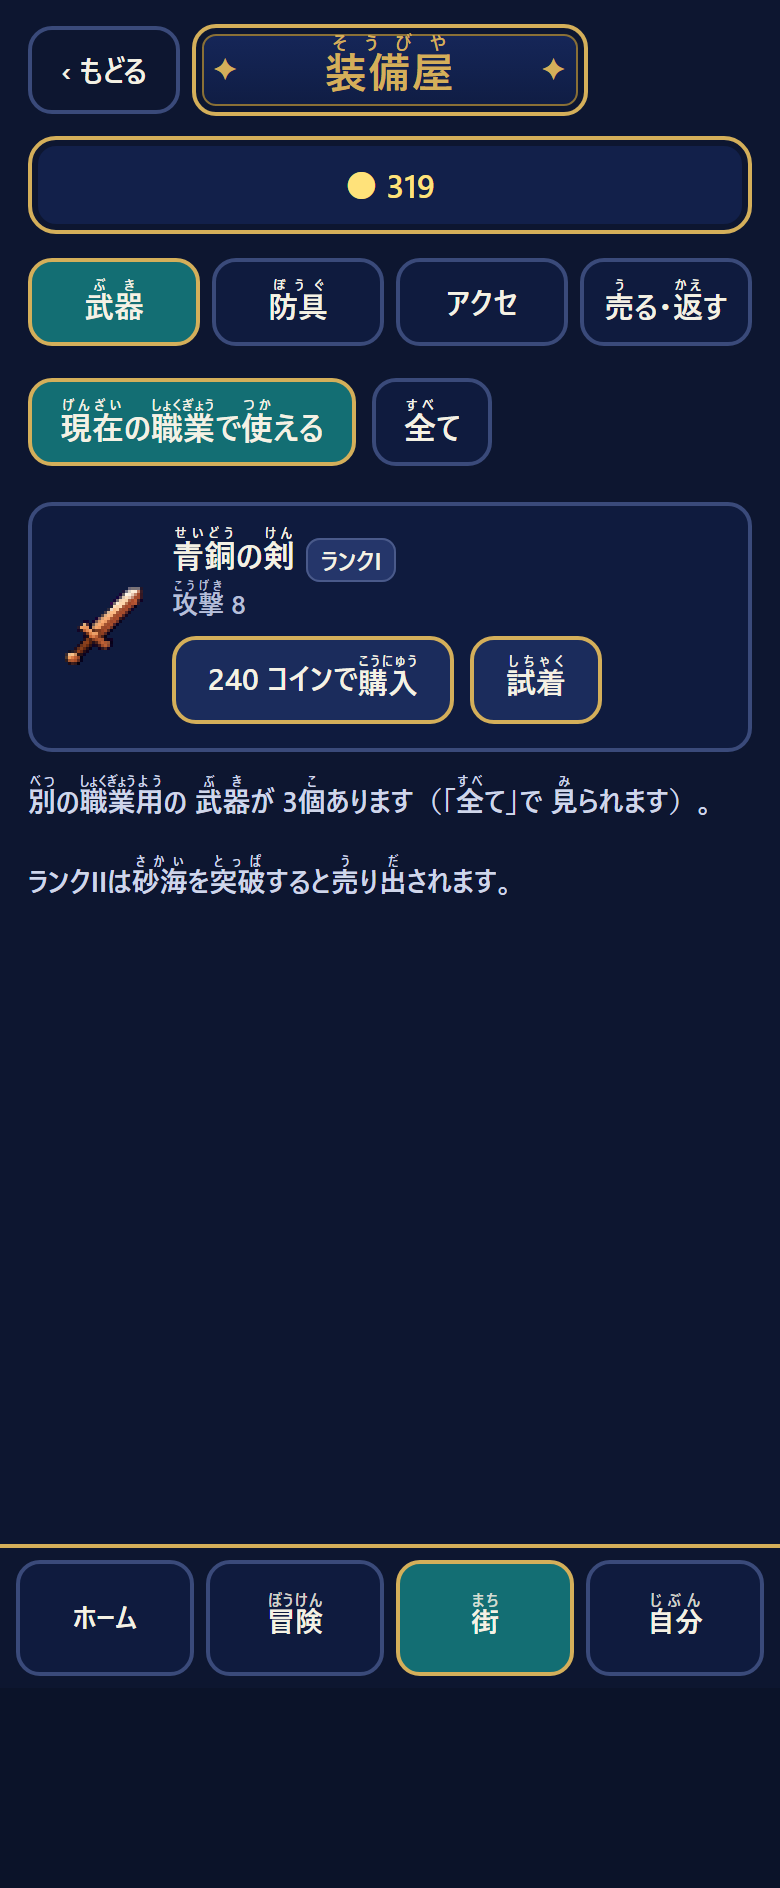 ‹ もどる
そうびや
装備屋
319
ぶき
武器
ぼうぐ
防具
アクセ
う かえ
売る・返す
げんざい しょくぎょう つか
現在の職業で使える
すべ
全て
せいどう けん
青銅の剣
ランクI
こうげき
攻撃 8
こうにゅう
240 コインで購入
しちゃく
試着
べつ しょくぎょうよう ぶき こ すべ み
別の職業用の 武器が 3個あります（「全て」で 見られます）。
さかい とっぱ う だ
ランクIIは砂海を突破すると売り出されます。
ホーム
ぼうけん
冒険
まち
街
じぶん
自分